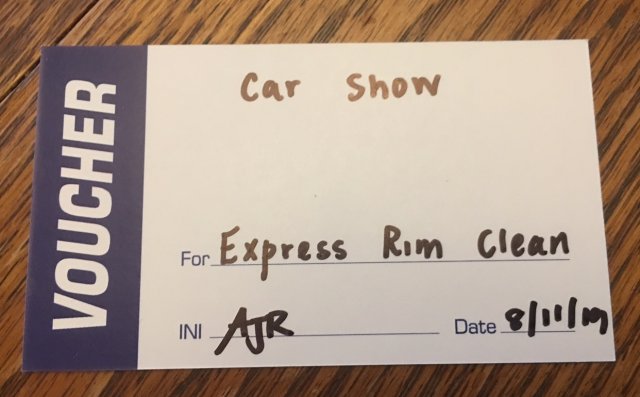 VOUCHER
Car Show
For Express Rim Clean
INI AJR
Date 8/11/19